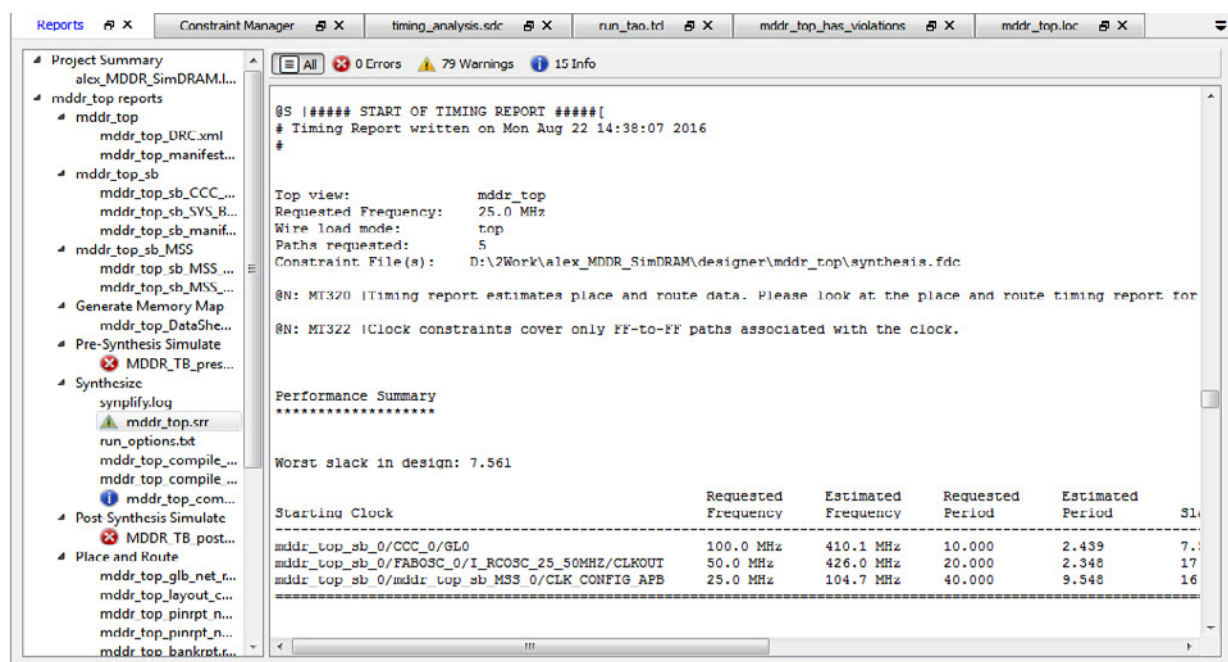 Reports
Constraint Manager
timing_analysis.sdc
run_tao.tcl
mddr_top_has_violations
mddr_top.loc
Project Summary
alex_MDDR_SimDRAM.l...
mddr_top reports
mddr_top
mddr_top_DRC.xml
mddr_top_manifest...
mddr_top_sb
mddr_top_sb_CCC_...
mddr_top_sb_SYS_B...
mddr_top_sb_manif...
mddr_top_sb_MSS
mddr_top_sb_MSS_...
mddr_top_sb_MSS_...
Generate Memory Map
mddr_top_DataShe...
Pre-Synthesis Simulate
MDDR_TB_pres...
Synthesize
synplify.log
mddr_top.srr
run_options.txt
mddr_top_compile_...
mddr_top_compile_...
mddr_top_com...
Post Synthesis Simulate
MDDR_TB_post...
Place and Route
mddr_top_glb_net_r...
mddr_top_layout_c...
mddr_top_pinrpt_n...
mddr_top_pinrpt_n...
mddr_top_bankrpt.r...
All 0 Errors 79 Warnings 15 Info
@S |##### START OF TIMING REPORT #####[
# Timing Report written on Mon Aug 22 14:38:07 2016
#
Top view: mddr_top
Requested Frequency: 25.0 MHz
Wire load mode: top
Paths requested: 5
Constraint File(s): D:\2Work\alex_MDDR_SimDRAM\designer\mddr_top\synthesis.fdc
@N: MT320 |Timing report estimates place and route data. Please look at the place and route timing report for
@N: MT322 |Clock constraints cover only FF-to-FF paths associated with the clock.
Performance Summary
*******************
Worst slack in design: 7.561
Requested Estimated Requested Estimated
Starting Clock Frequency Frequency Period Period Sl
mddr_top_sb_0/CCC_0/GL0 100.0 MHz 410.1 MHz 10.000 2.439 7.
mddr_top_sb_0/FABOSC_0/I_RCOSC_25_50MHZ/CLKOUT 50.0 MHz 426.0 MHz 20.000 2.348 17
mddr_top_sb_0/mddr_top_sb_MSS_0/CLK_CONFIG_APB 25.0 MHz 104.7 MHz 40.000 9.548 16